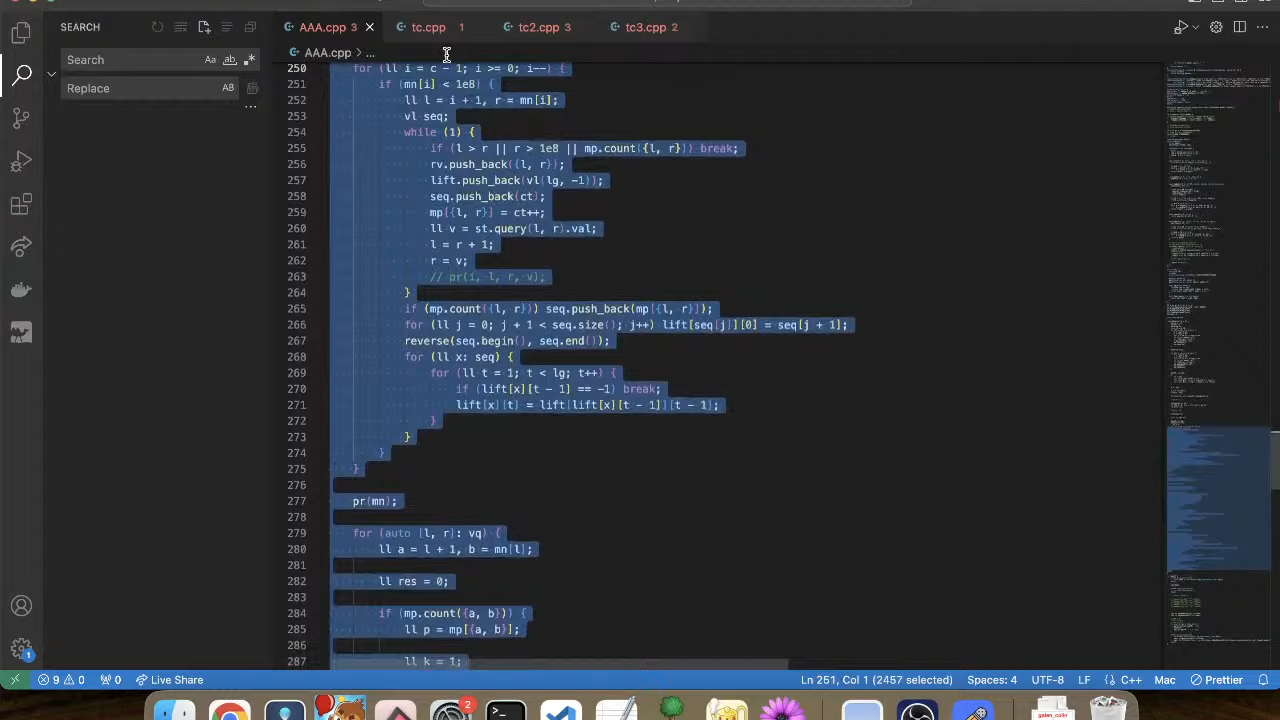 SEARCH
AAA.cpp 3
tc.cpp 1
tc2.cpp 3
tc3.cpp 2
AAA.cpp > ...
Search
Aa
ab
Replace
AB
...
250 for (ll i = c - 1; i >= 0; i--) {
251 if (mn[i] < 1e8) {
252 ll l = i + 1, r = mn[i];
253 vl seq;
254 while (1) {
255 if (l > r || r > 1e8 || mp.count({l, r})) break;
256 rv.push_back({l, r});
257 lift.push_back(vl(lg, -1));
258 seq.push_back(ct);
259 mp[{l, r}] = ct++;
260 ll v = st.query(l, r).val;
261 l = r + 1;
262 r = v;
263 // pr(i, l, r, v);
264 }
265 if (mp.count({l, r})) seq.push_back(mp[{l, r}]);
266 for (ll j = 0; j + 1 < seq.size(); j++) lift[seq[j]][0] = seq[j + 1];
267 reverse(seq.begin(), seq.end());
268 for (ll x: seq) {
269 for (ll t = 1; t < lg; t++) {
270 if (lift[x][t - 1] == -1) break;
271 lift[x][t] = lift[lift[x][t - 1]][t - 1];
272 }
273 }
274 }
275 }
276
277 pr(mn);
278
279 for (auto [l, r]: vq) {
280 ll a = l + 1, b = mn[l];
281
282 ll res = 0;
283
284 if (mp.count({a, b})) {
285 ll p = mp[{a, b}];
286
287 ll k = 1;
1
9 0 0 Live Share Ln 251, Col 1 (2457 selected) Spaces: 4 UTF-8 LF {} C++ Mac Prettier
2
galen_colin